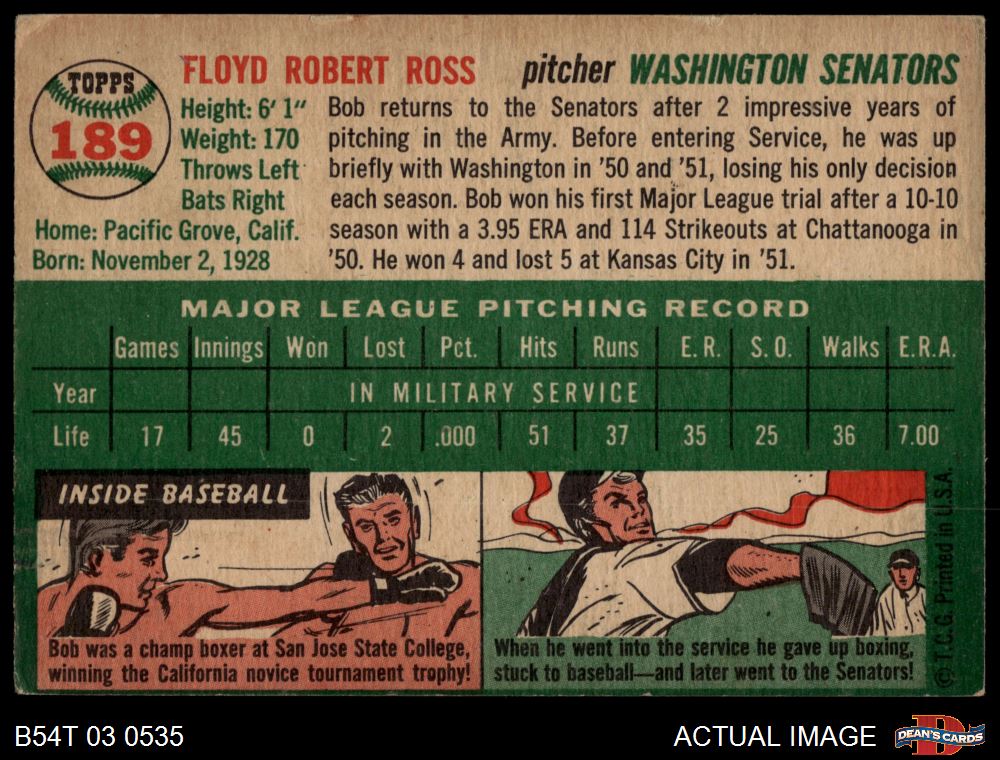 TOPPS
189
FLOYD ROBERT ROSS pitcher WASHINGTON SENATORS
Height: 6' 1"
Weight: 170
Throws Left
Bats Right
Home: Pacific Grove, Calif.
Born: November 2, 1928
Bob returns to the Senators after 2 impressive years of
pitching in the Army. Before entering Service, he was up
briefly with Washington in '50 and '51, losing his only decision
each season. Bob won his first Major League trial after a 10-10
season with a 3.95 ERA and 114 Strikeouts at Chattanooga in
'50. He won 4 and lost 5 at Kansas City in '51.
MAJOR LEAGUE PITCHING RECORD
Games Innings Won Lost Pct. Hits Runs E. R. S. O. Walks E.R.A.
Year IN MILITARY SERVICE
Life 17 45 0 2 .000 51 37 35 25 36 7.00
INSIDE BASEBALL
Bob was a champ boxer at San Jose State College,
winning the California novice tournament trophy!
When he went into the service he gave up boxing,
stuck to baseball—and later went to the Senators!
© T.C.G. Printed in U.S.A.
B54T 03 0535
ACTUAL IMAGE
DEAN'S CARDS